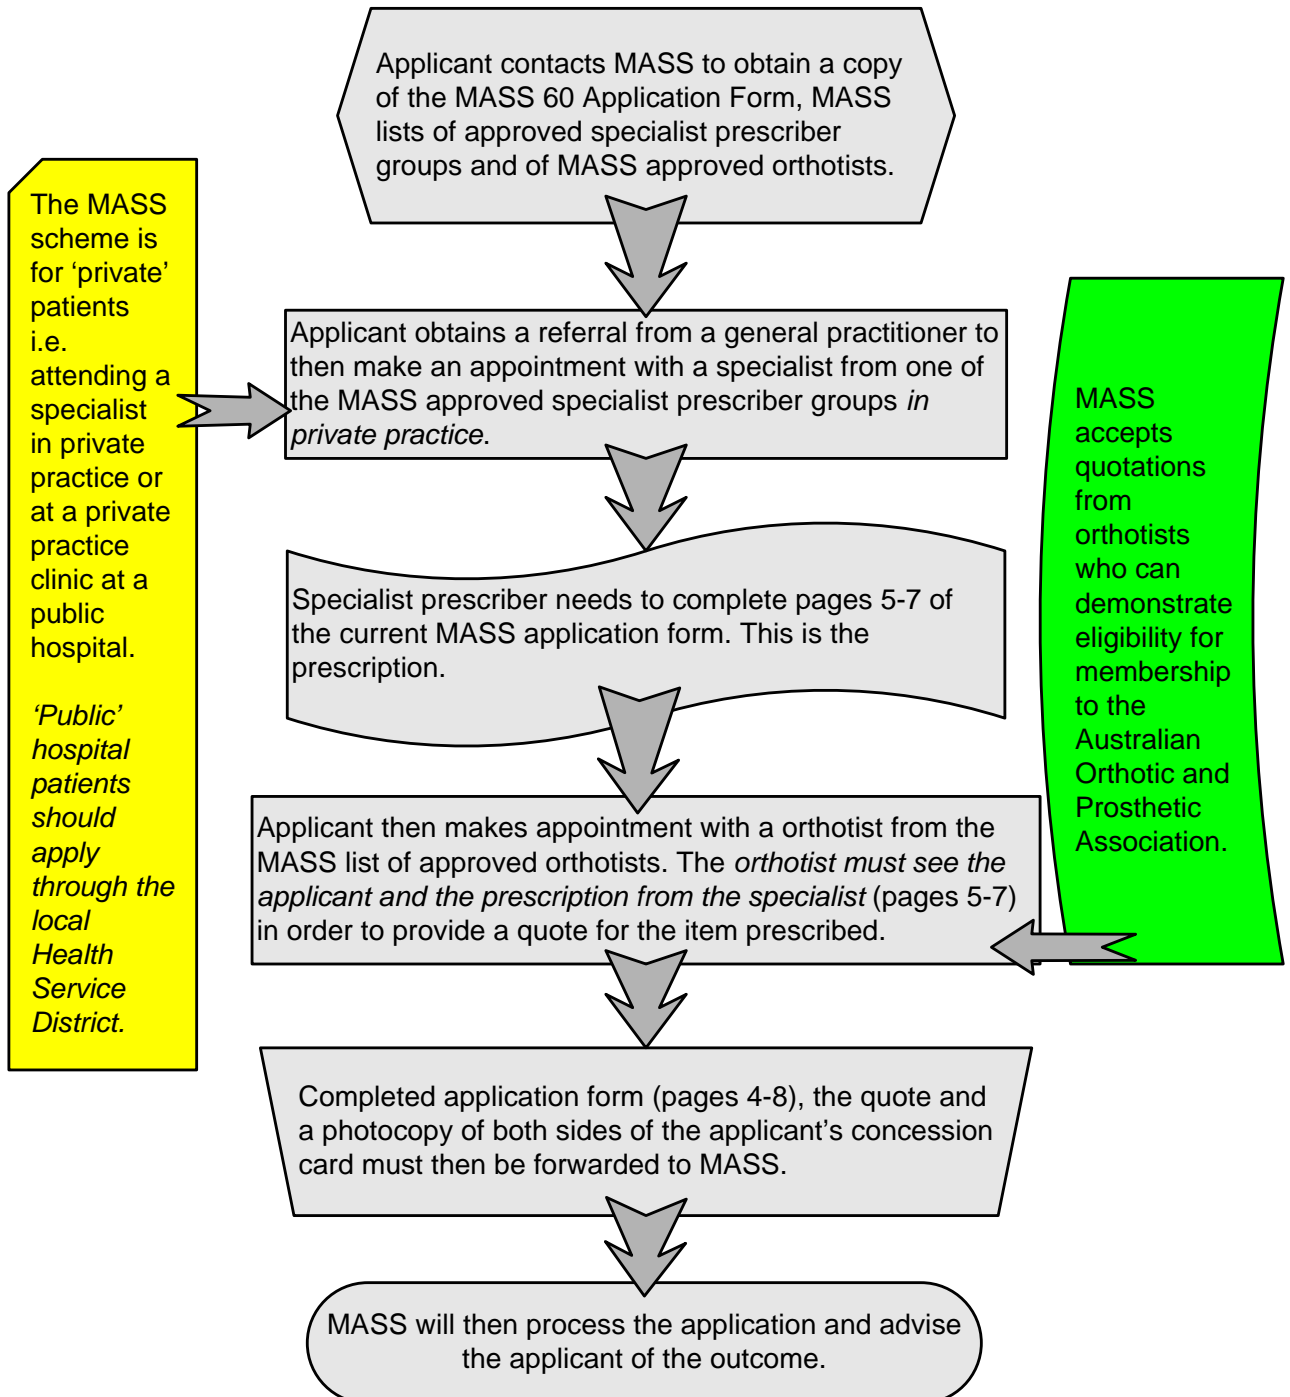 Applicant contacts MASS to obtain a copy
of the MASS 60 Application Form, MASS
lists of approved specialist prescriber
groups and of MASS approved orthotists.
The MASS
scheme is
for ‘private’
patients
i.e.
attending a
specialist
in private
practice or
at a private
practice
clinic at a
public
hospital.
‘Public’
hospital
patients
should
apply
through the
local
Health
Service
District.
Applicant obtains a referral from a general practitioner to
then make an appointment with a specialist from one of
the MASS approved specialist prescriber groups in
private practice.
Specialist prescriber needs to complete pages 5-7 of
the current MASS application form. This is the
prescription.
MASS
accepts
quotations
from
orthotists
who can
demonstrate
eligibility for
membership
to the
Australian
Orthotic and
Prosthetic
Association.
Applicant then makes appointment with a orthotist from the
MASS list of approved orthotists. The orthotist must see the
applicant and the prescription from the specialist (pages 5-7)
in order to provide a quote for the item prescribed.
Completed application form (pages 4-8), the quote and
a photocopy of both sides of the applicant’s concession
card must then be forwarded to MASS.
MASS will then process the application and advise
the applicant of the outcome.